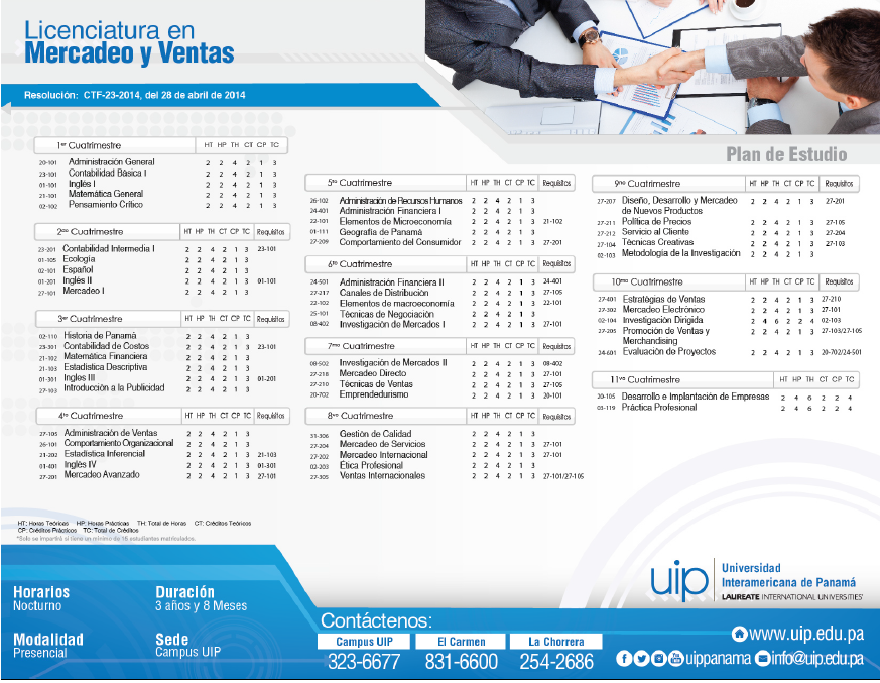 Licenciatura en
Mercadeo y Ventas
Resolución: CTF-23-2014, del 28 de abril de 2014
Plan de Estudio
1er Cuatrimestre HT HP TH CT CP TC
20-101 Administración General 2 2 4 2 1 3
23-101 Contabilidad Básica I 2 2 4 2 1 3
01-101 Inglés I 2 2 4 2 1 3
21-101 Matemática General 2 2 4 2 1 3
02-102 Pensamiento Crítico 2 2 4 2 1 3
2do Cuatrimestre HT HP TH CT CP TC Requisitos
23-201 Contabilidad Intermedia I 2 2 4 2 1 3 23-101
01-105 Ecología 2 2 4 2 1 3
02-101 Español 2 2 4 2 1 3
01-201 Inglés II 2 2 4 2 1 3 01-101
27-101 Mercadeo I 2 2 4 2 1 3
3er Cuatrimestre HT HP TH CT CP TC Requisitos
02-110 Historia de Panamá 2 2 4 2 1 3
23-301 Contabilidad de Costos 2 2 4 2 1 3 23-101
21-102 Matemática Financiera 2 2 4 2 1 3
21-103 Estadística Descriptiva 2 2 4 2 1 3
01-301 Ingles III 2 2 4 2 1 3 01-201
27-103 Introducción a la Publicidad 2 2 4 2 1 3
4to Cuatrimestre HT HP TH CT CP TC Requisitos
27-105 Administración de Ventas 2 2 4 2 1 3
26-101 Comportamiento Organizacional 2 2 4 2 1 3
21-202 Estadística Inferencial 2 2 4 2 1 3 21-103
01-401 Inglés IV 2 2 4 2 1 3 01-301
27-201 Mercadeo Avanzado 2 2 4 2 1 3 27-101
HT: Horas Teóricas HP: Horas Prácticas TH: Total de Horas CT: Créditos Teóricos
CP: Créditos Prácticos TC: Total de Créditos
*Solo se impartirá si tiene un mínimo de 15 estudiantes matriculados.
5to Cuatrimestre HT HP TH CT CP TC Requisitos
26-102 Administración de Recursos Humanos 2 2 4 2 1 3
24-401 Administración Financiera I 2 2 4 2 1 3
22-101 Elementos de Microeconomía 2 2 4 2 1 3 21-102
01-111 Geografía de Panamá 2 2 4 2 1 3
27-209 Comportamiento del Consumidor 2 2 4 2 1 3 27-201
6to Cuatrimestre HT HP TH CT CP TC Requisitos
24-501 Administración Financiera II 2 2 4 2 1 3 24-401
27-217 Canales de Distribución 2 2 4 2 1 3 27-105
22-102 Elementos de macroeconomía 2 2 4 2 1 3 22-101
25-101 Técnicas de Negociación 2 2 4 2 1 3
08-402 Investigación de Mercados I 2 2 4 2 1 3 27-101
7mo Cuatrimestre HT HP TH CT CP TC Requisitos
08-502 Investigación de Mercados II 2 2 4 2 1 3 08-402
27-218 Mercadeo Directo 2 2 4 2 1 3 27-101
27-210 Técnicas de Ventas 2 2 4 2 1 3 27-105
20-702 Emprendedurismo 2 2 4 2 1 3 20-101
8vo Cuatrimestre HT HP TH CT CP TC Requisitos
31-306 Gestión de Calidad 2 2 4 2 1 3
27-204 Mercadeo de Servicios 2 2 4 2 1 3 27-101
27-202 Mercadeo Internacional 2 2 4 2 1 3 27-101
02-203 Ética Profesional 2 2 4 2 1 3
27-305 Ventas Internacionales 2 2 4 2 1 3 27-101/27-105
9no Cuatrimestre HT HP TH CT CP TC Requisitos
27-207 Diseño, Desarrollo y Mercadeo 2 2 4 2 1 3 27-201
de Nuevos Productos
27-211 Política de Precios 2 2 4 2 1 3 27-105
27-212 Servicio al Cliente 2 2 4 2 1 3 27-204
27-104 Técnicas Creativas 2 2 4 2 1 3 27-103
02-103 Metodología de la Investigación 2 2 4 2 1 3
10mo Cuatrimestre HT HP TH CT CP TC Requisitos
27-401 Estratégias de Ventas 2 2 4 2 1 3 27-210
27-302 Mercadeo Electrónico 2 2 4 2 1 3 27-101
02-104 Investigación Dirigida 2 4 6 2 2 4 02-103
27-205 Promoción de Ventas y 2 2 4 2 1 3 27-103/27-105
Merchandising
24-601 Evaluación de Proyectos 2 2 4 2 1 3 20-702/24-501
11vo Cuatrimestre HT HP TH CT CP TC
20-105 Desarrollo e Implantación de Empresas 2 4 6 2 2 4
03-119 Práctica Profesional 2 4 6 2 2 4
Horarios
Nocturno
Duración
3 años y 8 Meses
Modalidad
Presencial
Sede
Campus UIP
Contáctenos:
Campus UIP
323-6677
El Carmen
831-6600
La Chorrera
254-2686
uip
Universidad
Interamericana de Panamá
LAUREATE INTERNATIONAL UNIVERSITIES
www.uip.edu.pa
uippanama info@uip.edu.pa